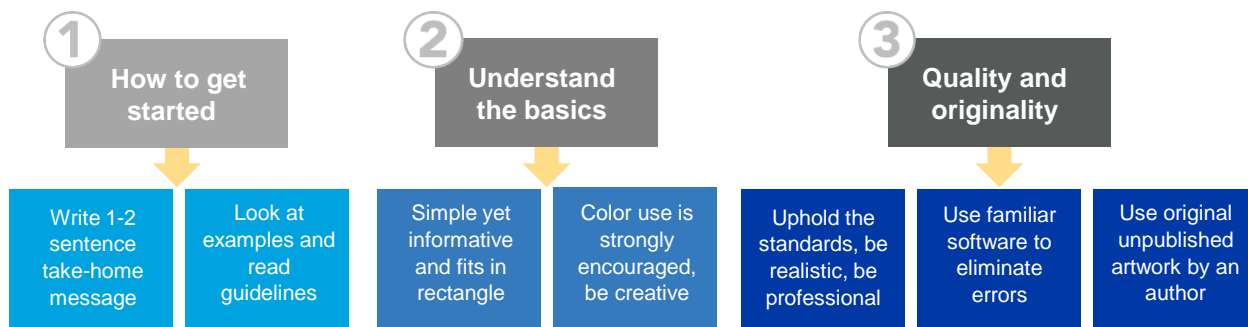 1
How to get
started
2
Understand
the basics
3
Quality and
originality
Write 1-2
sentence
take-home
message
Look at
examples and
read
guidelines
Simple yet
informative
and fits in
rectangle
Color use is
strongly
encouraged,
be creative
Uphold the
standards, be
realistic, be
professional
Use familiar
software to
eliminate
errors
Use original
unpublished
artwork by an
author